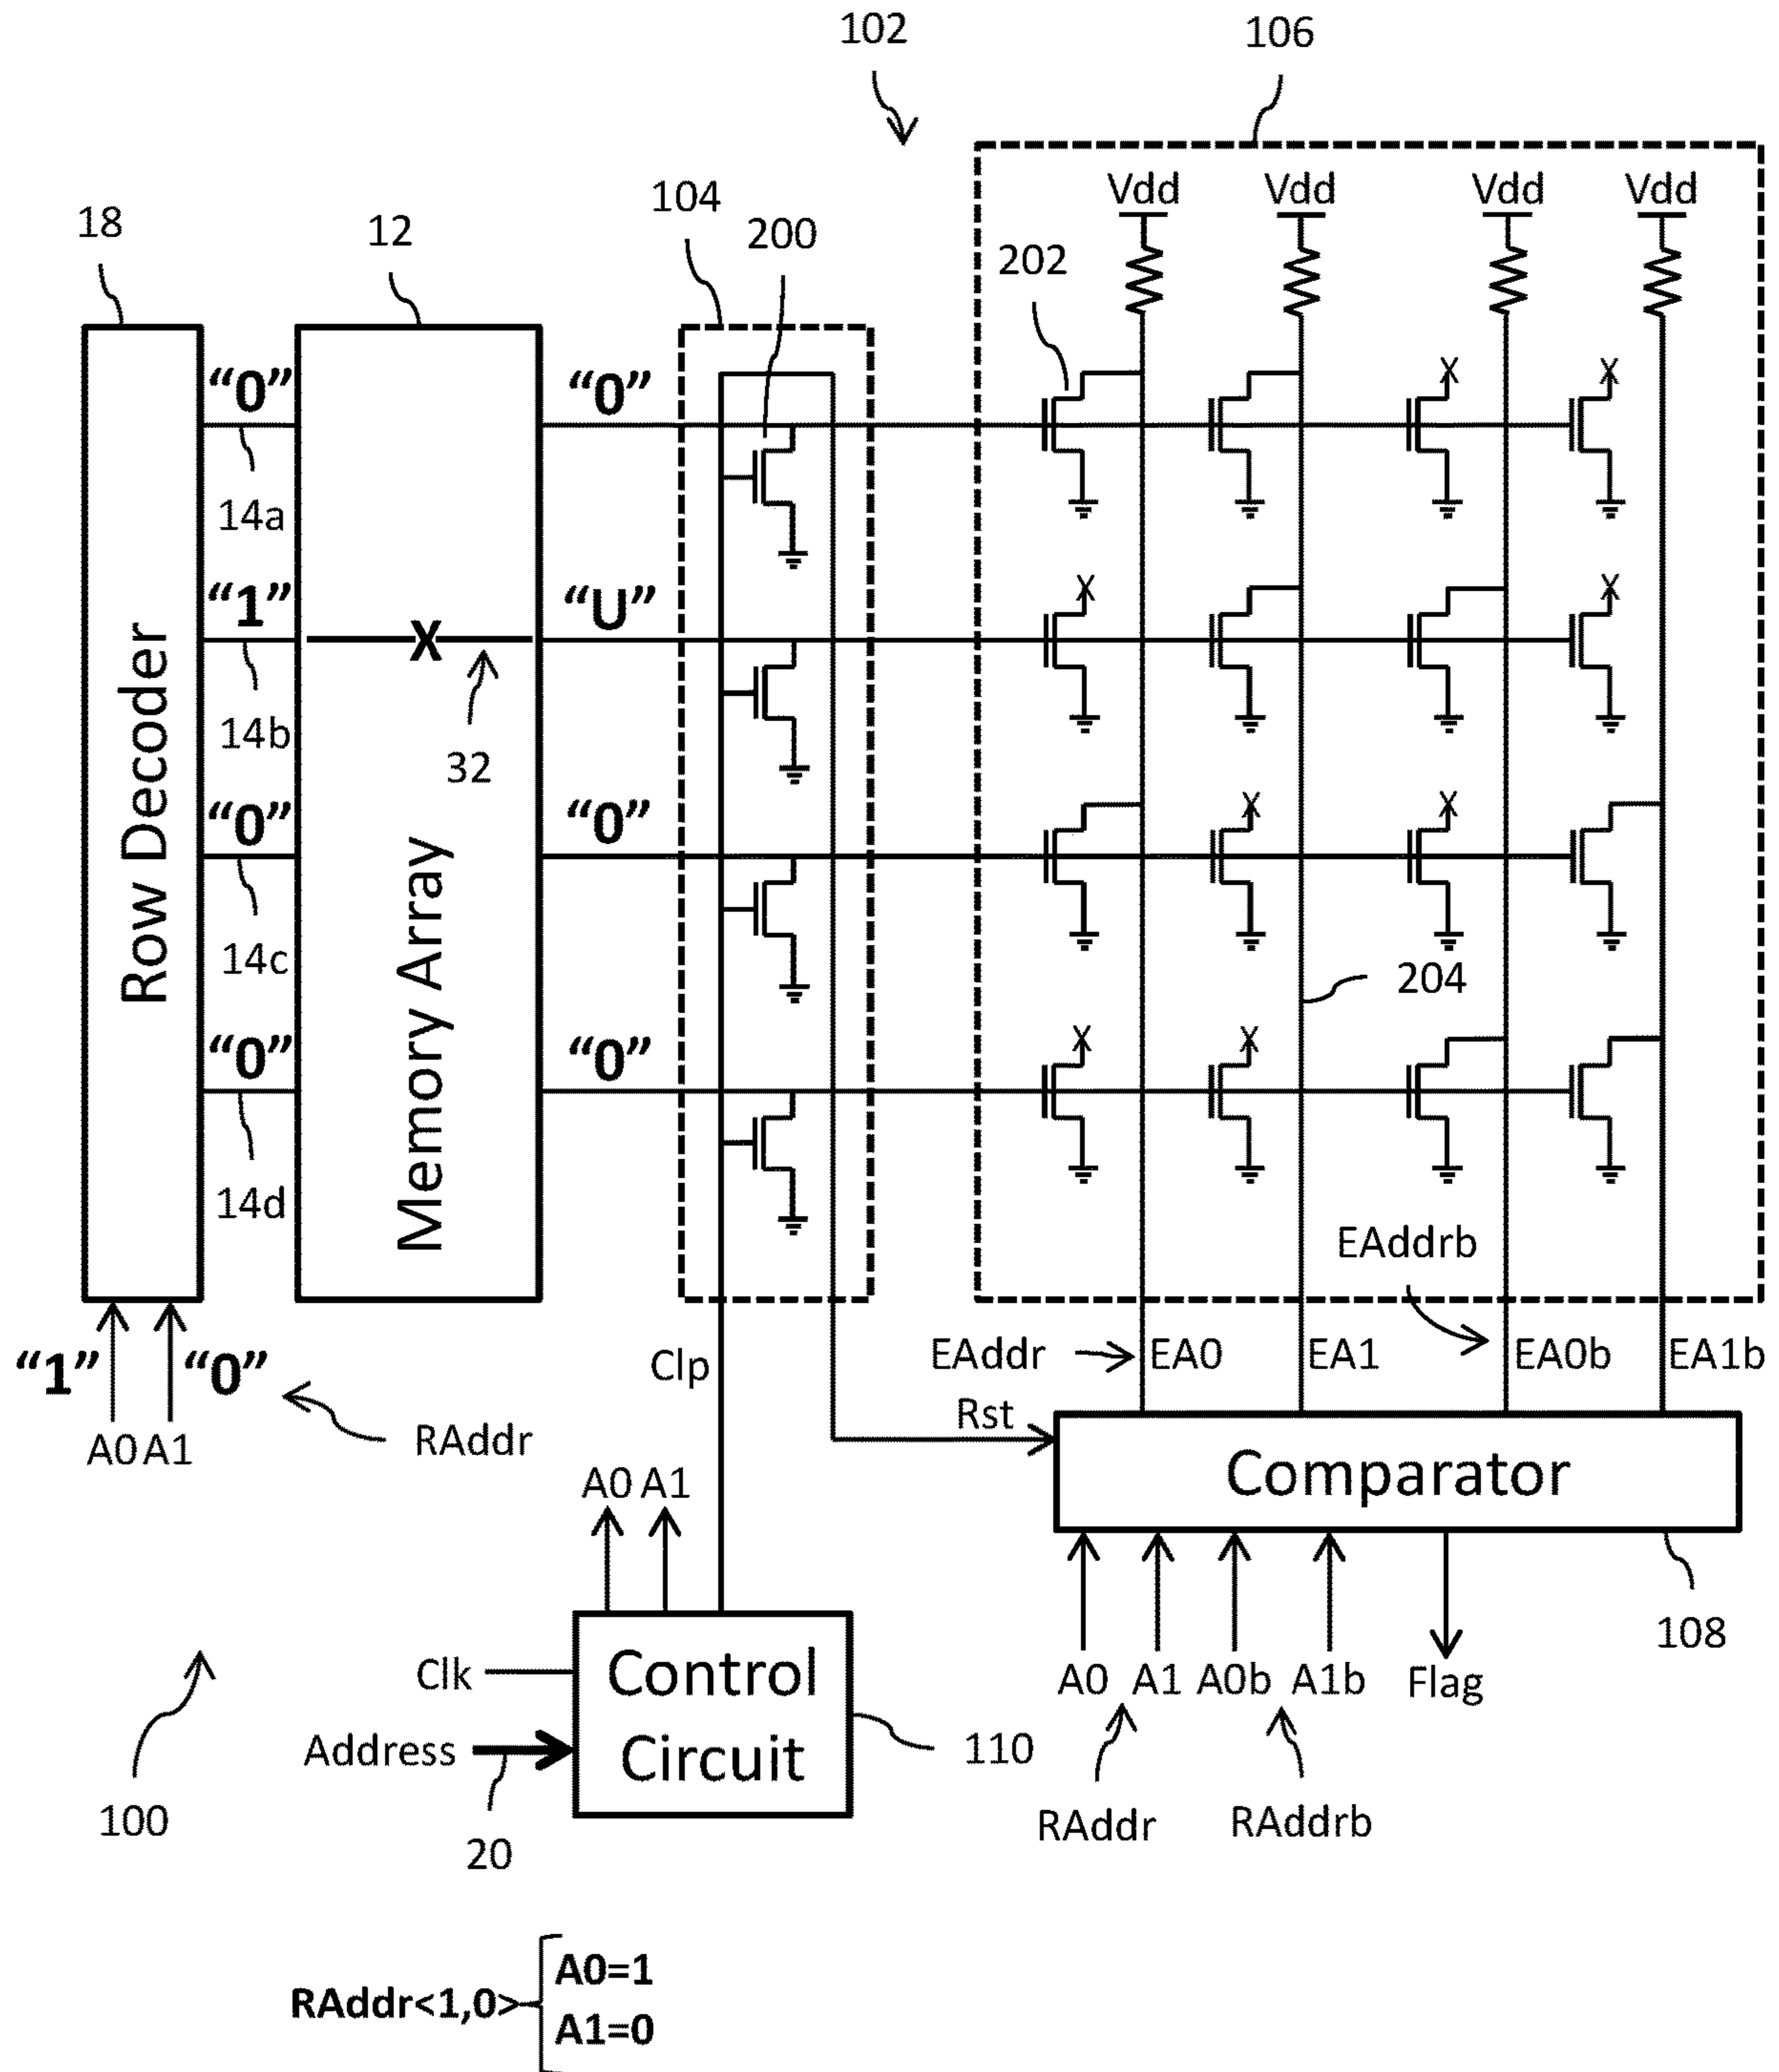 102
106
104
200
18
12
Vdd
Vdd
Vdd
Vdd
202
"0"
"0"
X
X
14a
"1"
"U"
X
X
X
14b
32
"0"
"0"
X
X
14c
204
"0"
"0"
X
X
14d
Row Decoder
Memory Array
EAddrb
"1"
"0"
Clp
EAddr
EA0
EA1
EA0b
EA1b
A0
A1
RAddr
Rst
Comparator
A0
A1
Control
Circuit
Clk
Address
110
A0
A1
A0b
A1b
Flag
108
100
20
RAddr
RAddrb
RAddr<1,0>
A0=1
A1=0